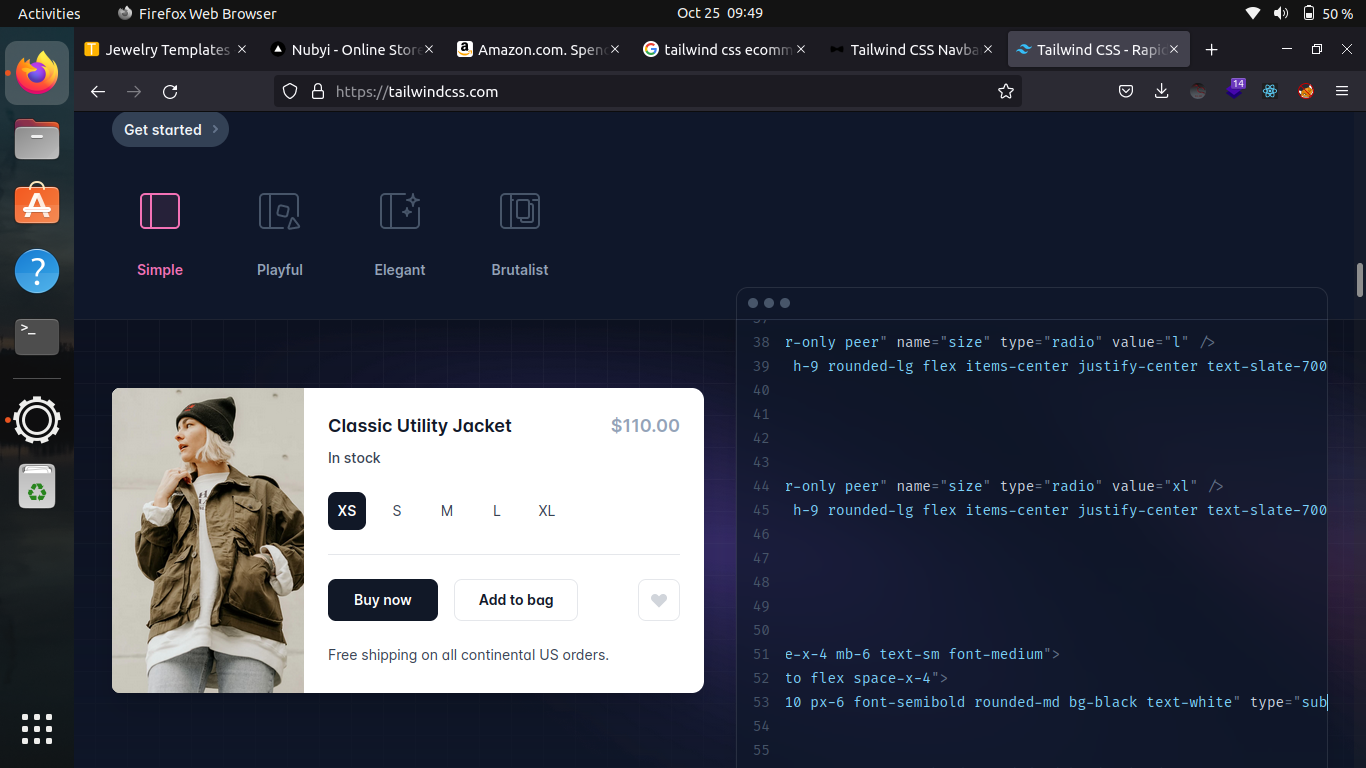 Activities Firefox Web Browser Oct 25 09:49 50 %
Jewelry Templates Nubyi - Online Store Amazon.com. Spend tailwind css ecomm Tailwind CSS Navba Tailwind CSS - Rapid
https://tailwindcss.com 14
Get started
Simple Playful Elegant Brutalist
37
38 r-only peer" name="size" type="radio" value="l" />
39 h-9 rounded-lg flex items-center justify-center text-slate-700
40
41
42
43
44 r-only peer" name="size" type="radio" value="xl" />
45 h-9 rounded-lg flex items-center justify-center text-slate-700
46
47
48
49
50
51 e-x-4 mb-6 text-sm font-medium">
52 to flex space-x-4">
53 10 px-6 font-semibold rounded-md bg-black text-white" type="sub
54
55
Classic Utility Jacket $110.00
In stock
XS S M L XL
Buy now Add to bag
Free shipping on all continental US orders.